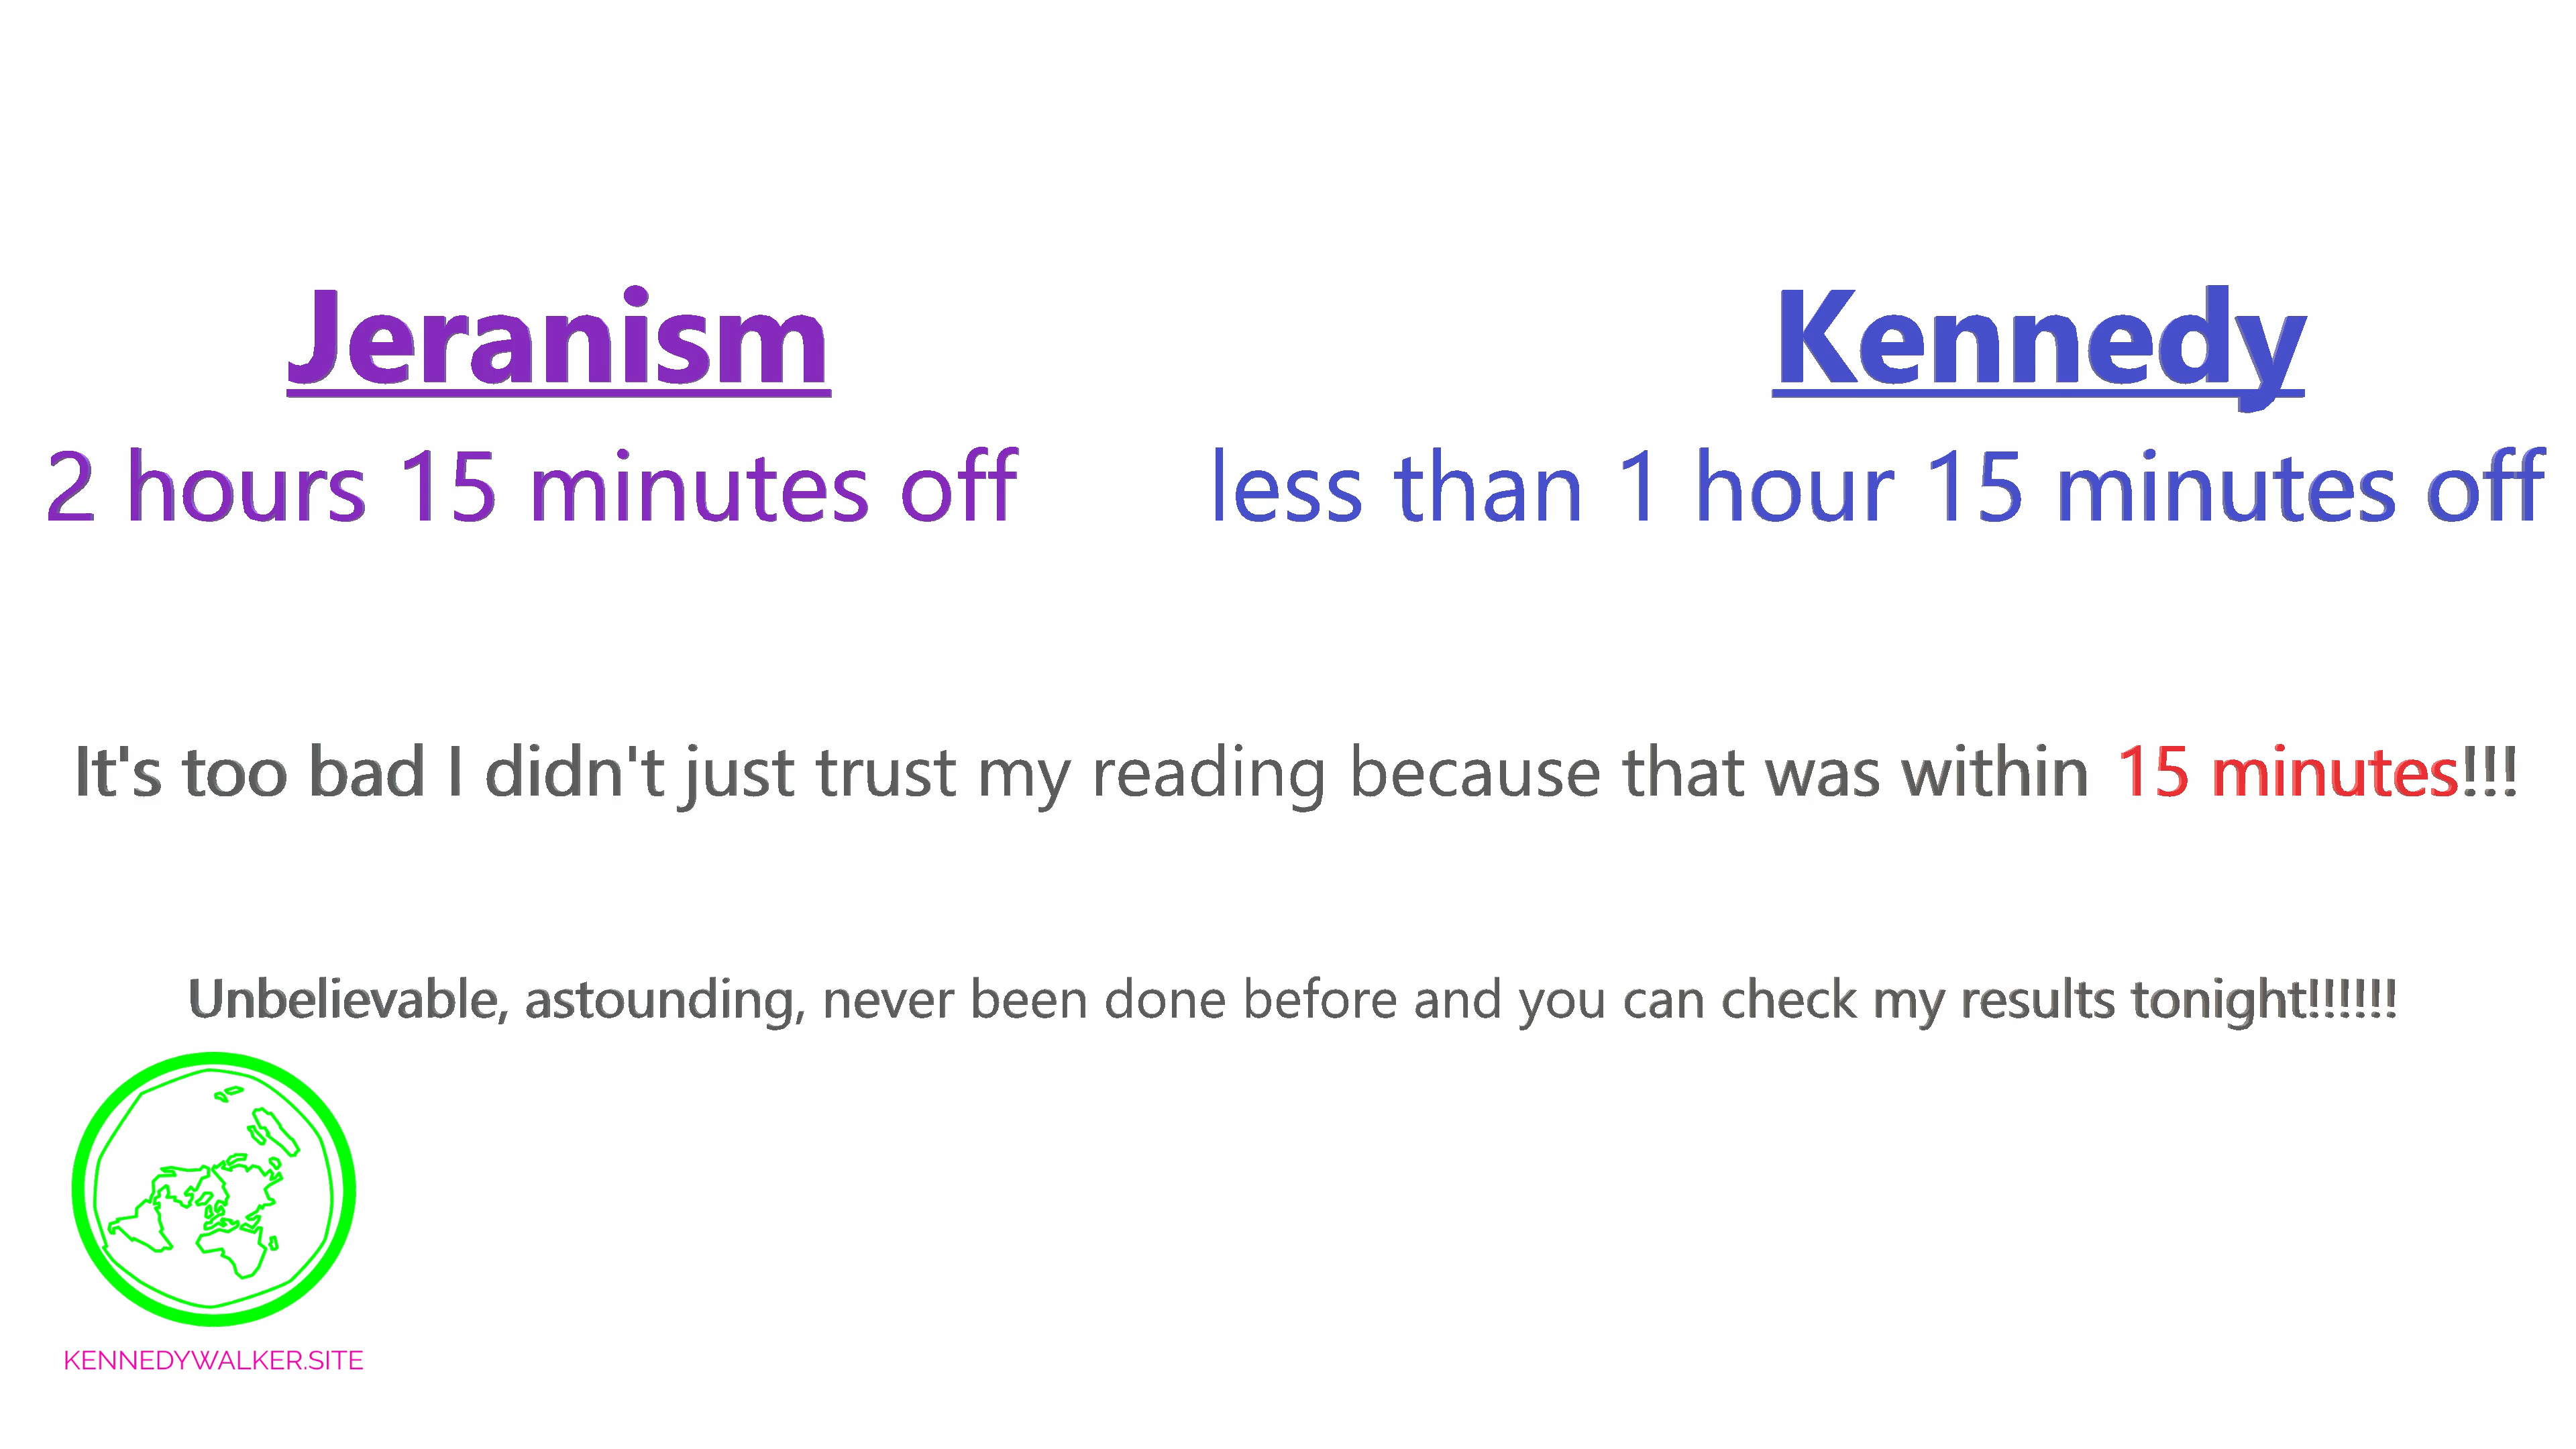 Jeranism
Kennedy
2 hours 15 minutes off
less than 1 hour 15 minutes off
It's too bad I didn't just trust my reading because that was within 15 minutes!!!
Unbelievable, astounding, never been done before and you can check my results tonight!!!!!!
KENNEDYWALKER.SITE